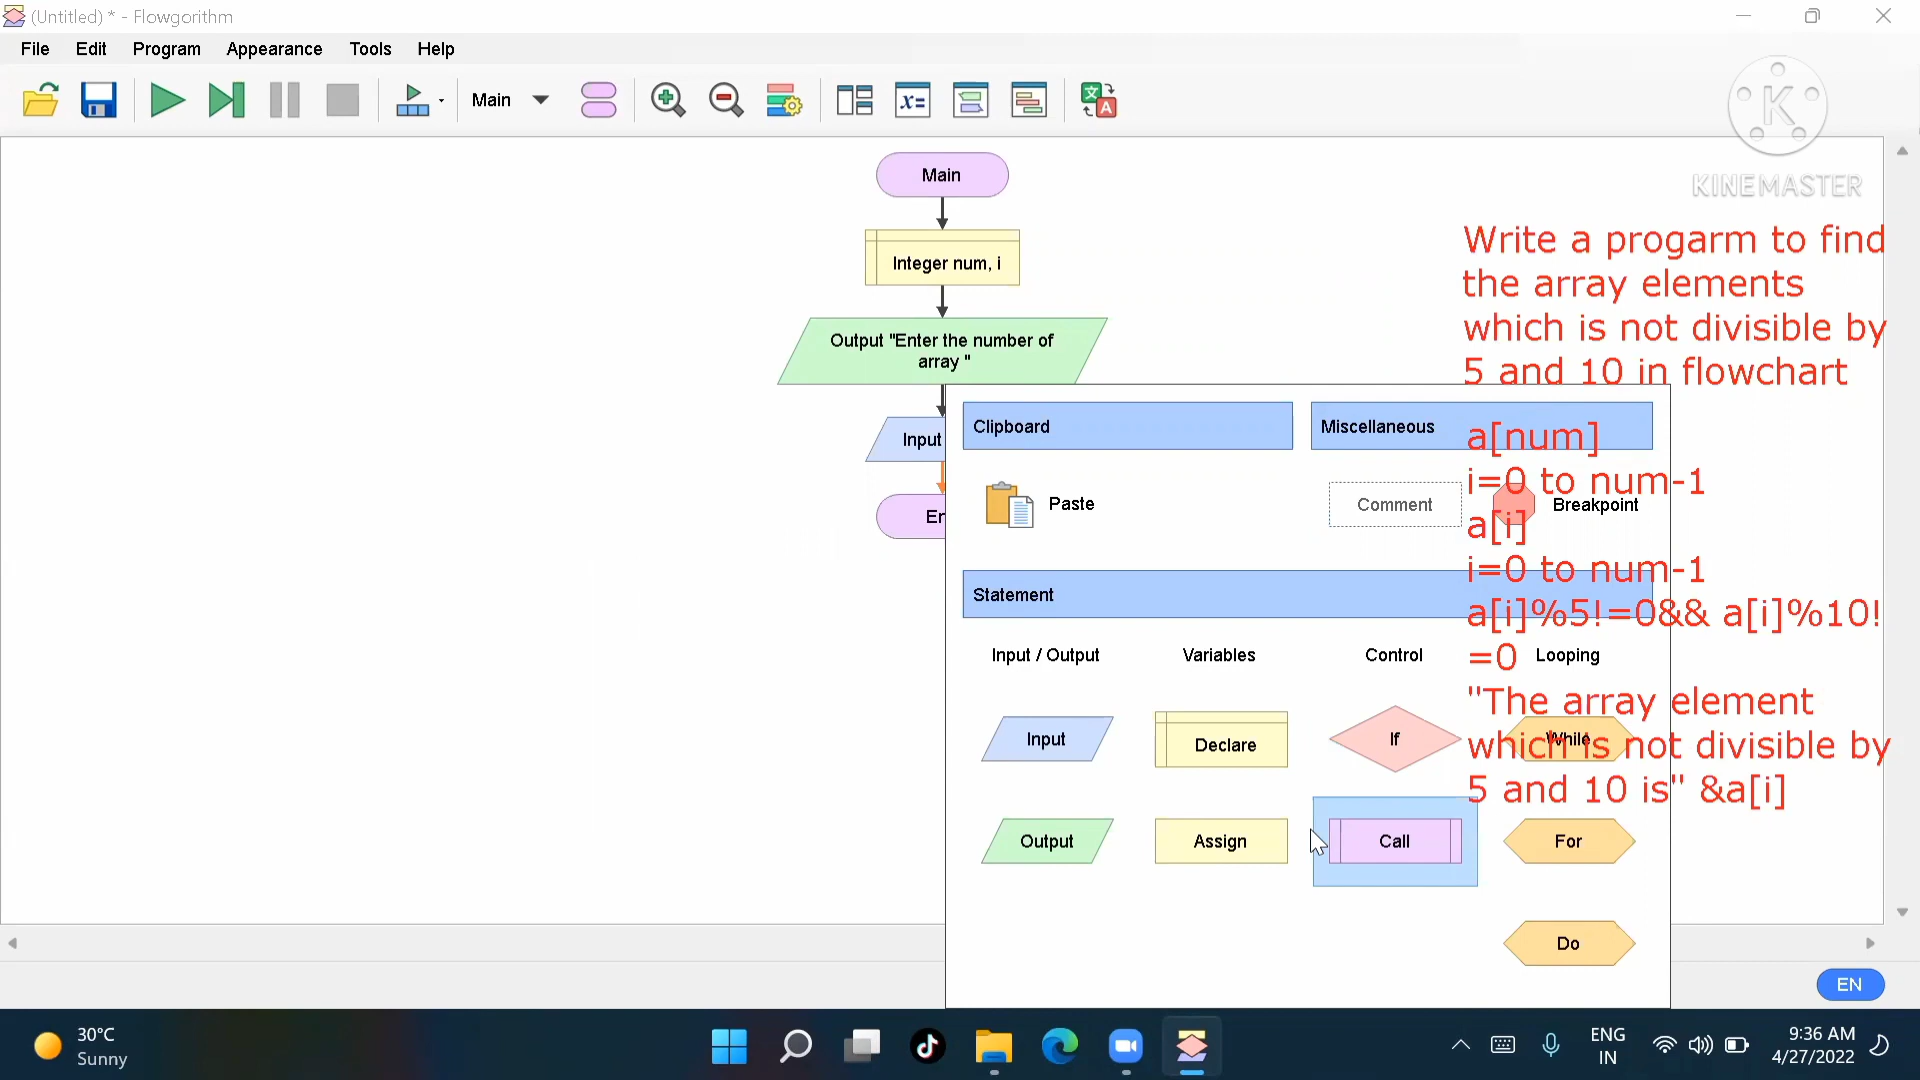 (Untitled) * - Flowgorithm
File Edit Program Appearance Tools Help
Main
K
KINEMASTER
Main
Integer num, i
Output "Enter the number of
array "
Input
En
Write a progarm to find
the array elements
which is not divisible by
5 and 10 in flowchart
a[num]
i=0 to num-1
a[i]
i=0 to num-1
a[i]%5!=0&& a[i]%10!
=0
"The array element
which is not divisible by
5 and 10 is" &a[i]
Clipboard
Miscellaneous
Paste
Comment
Breakpoint
Statement
Input / Output Variables Control Looping
Input Declare If While
Output Assign Call For
Do
EN
30°C
Sunny
ENG
IN
9:36 AM
4/27/2022